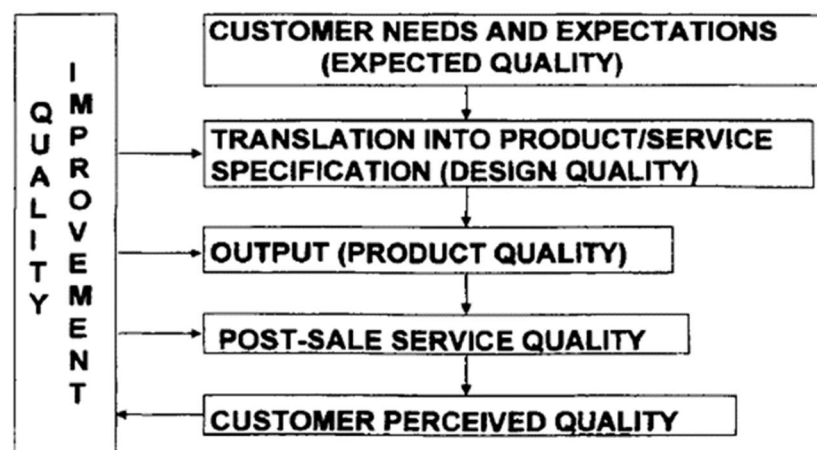 QUALITY
IMPROVEMENT
CUSTOMER NEEDS AND EXPECTATIONS
(EXPECTED QUALITY)
TRANSLATION INTO PRODUCT/SERVICE
SPECIFICATION (DESIGN QUALITY)
OUTPUT (PRODUCT QUALITY)
POST-SALE SERVICE QUALITY
CUSTOMER PERCEIVED QUALITY